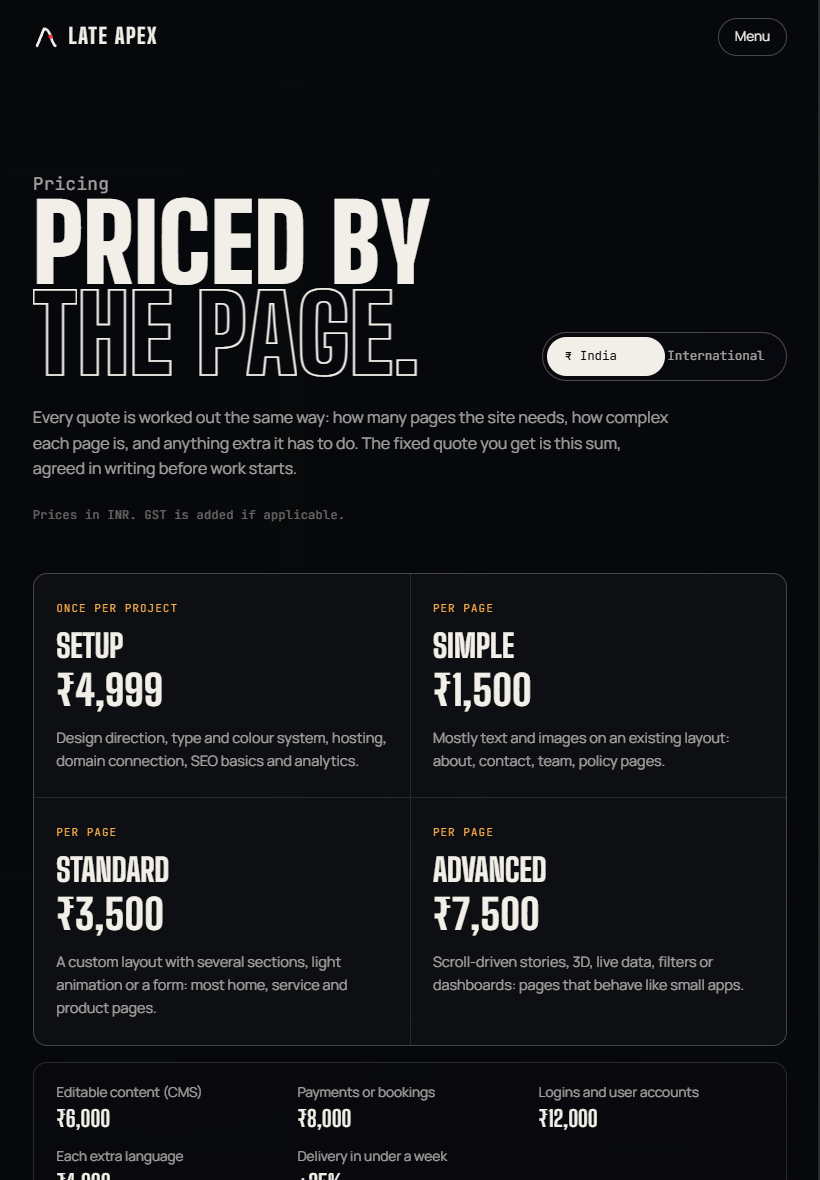 LATE APEX
Menu
Pricing
PRICED BY
THE PAGE.
₹ India
International
Every quote is worked out the same way: how many pages the site needs, how complex
each page is, and anything extra it has to do. The fixed quote you get is this sum,
agreed in writing before work starts.
Prices in INR. GST is added if applicable.
ONCE PER PROJECT
SETUP
₹4,999
Design direction, type and colour system, hosting,
domain connection, SEO basics and analytics.
PER PAGE
SIMPLE
₹1,500
Mostly text and images on an existing layout:
about, contact, team, policy pages.
PER PAGE
STANDARD
₹3,500
A custom layout with several sections, light
animation or a form: most home, service and
product pages.
PER PAGE
ADVANCED
₹7,500
Scroll-driven stories, 3D, live data, filters or
dashboards: pages that behave like small apps.
Editable content (CMS)
₹6,000
Payments or bookings
₹8,000
Logins and user accounts
₹12,000
Each extra language
Delivery in under a week